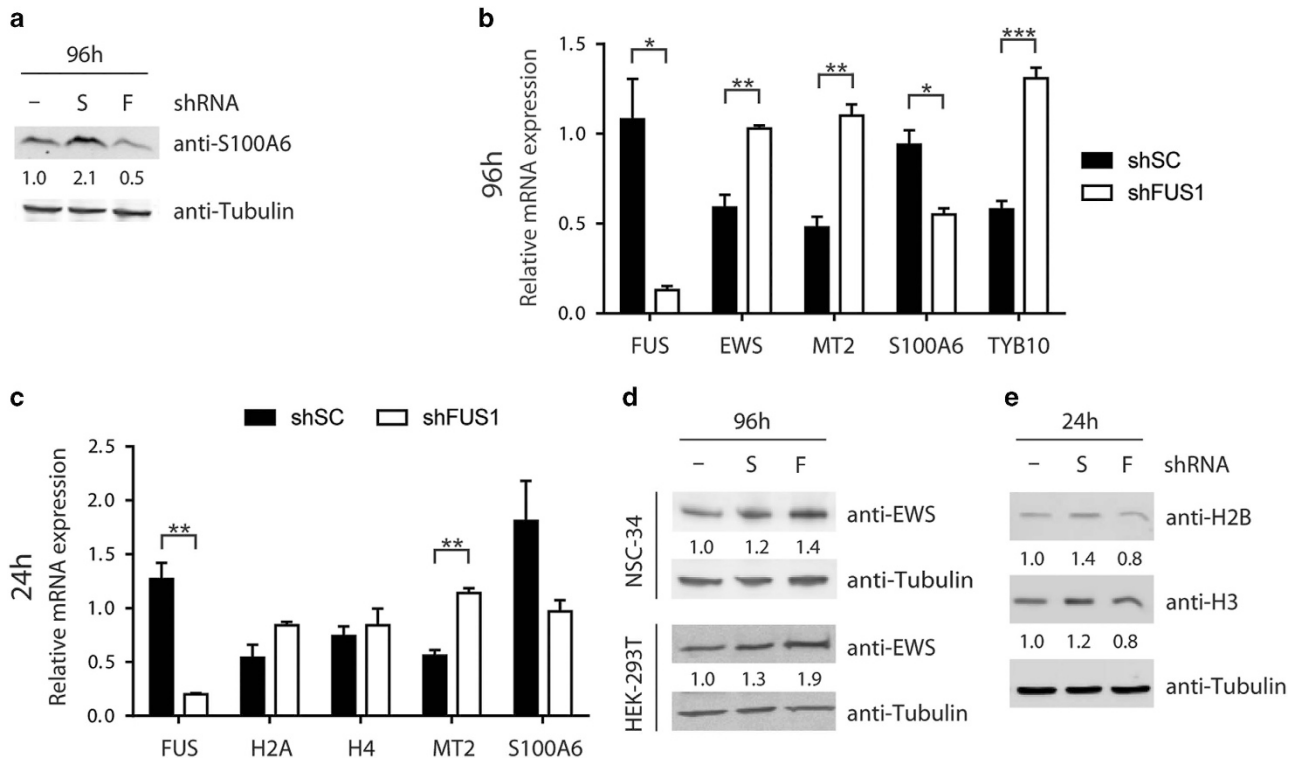 a
96h
– S F shRNA
anti-S100A6
1.0 2.1 0.5
anti-Tubulin
b
96h
Relative mRNA expression
1.5
1.0
0.5
0.0
* ** ** * ***
FUS EWS MT2 S100A6 TYB10
shSC
shFUS1
c
shSC shFUS1
24h
Relative mRNA expression
2.5
2.0
1.5
1.0
0.5
0.0
** **
FUS H2A H4 MT2 S100A6
d
96h
– S F
NSC-34
anti-EWS
1.0 1.2 1.4
anti-Tubulin
HEK-293T
anti-EWS
1.0 1.3 1.9
anti-Tubulin
e
24h
– S F shRNA
anti-H2B
1.0 1.4 0.8
anti-H3
1.0 1.2 0.8
anti-Tubulin